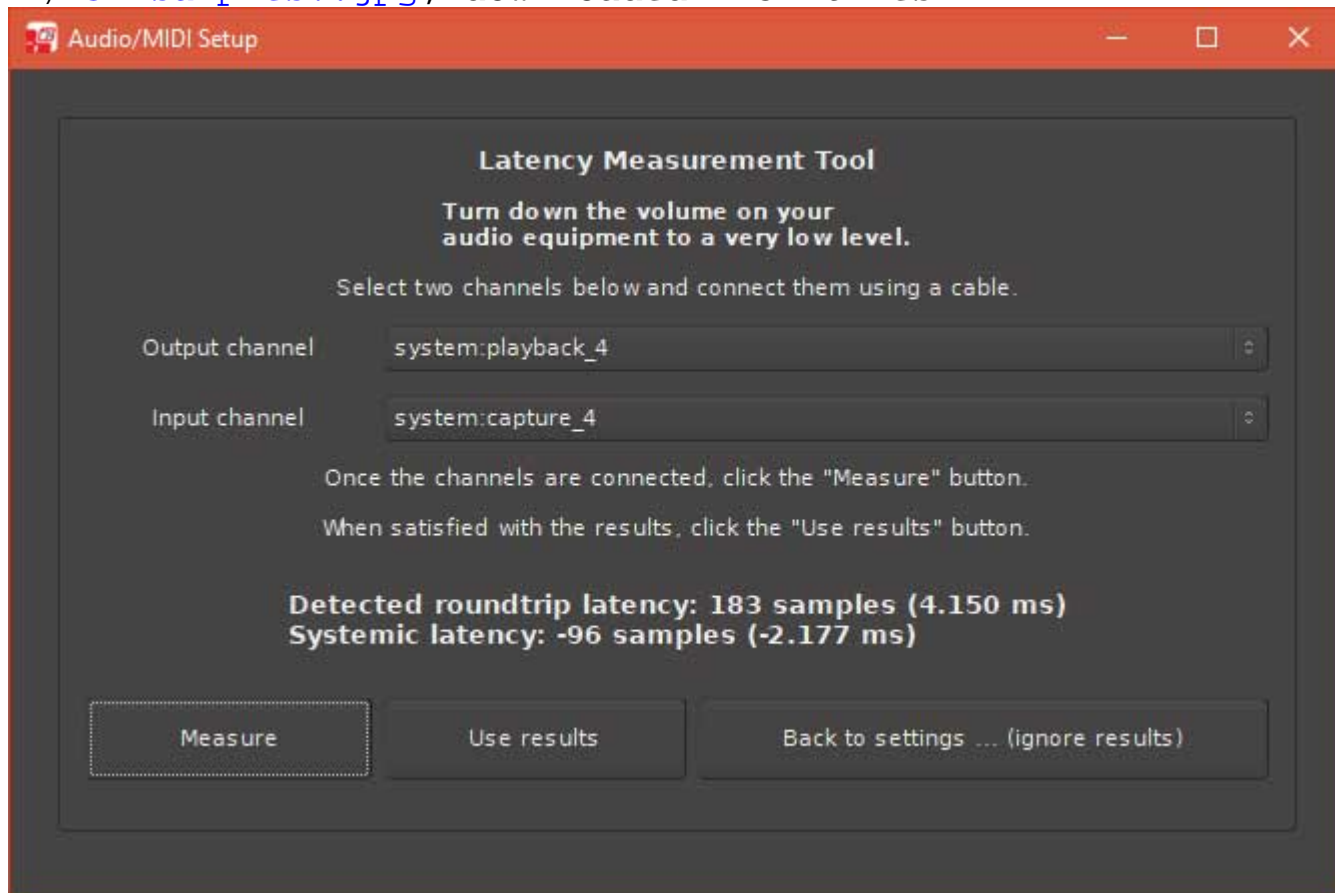 Audio/MIDI Setup
Latency Measurement Tool
Turn down the volume on your
audio equipment to a very low level.
Select two channels below and connect them using a cable.
Output channel system:playback_4
Input channel system:capture_4
Once the channels are connected, click the "Measure" button.
When satisfied with the results, click the "Use results" button.
Detected roundtrip latency: 183 samples (4.150 ms)
Systemic latency: -96 samples (-2.177 ms)
Measure Use results Back to settings ... (ignore results)